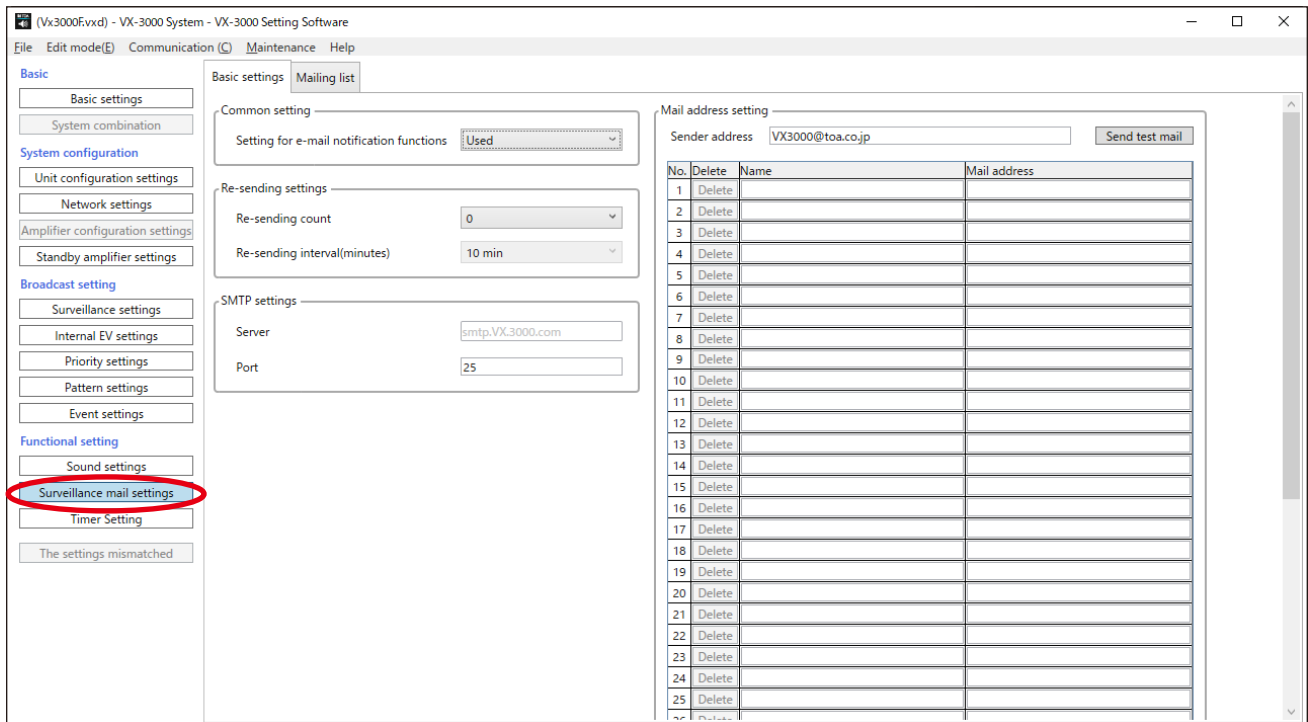 (Vx3000F.vxd) - VX-3000 System - VX-3000 Setting Software
File Edit mode(E) Communication (C) Maintenance Help
Basic
Basic settings
System combination
System configuration
Unit configuration settings
Network settings
Amplifier configuration settings
Standby amplifier settings
Broadcast setting
Surveillance settings
Internal EV settings
Priority settings
Pattern settings
Event settings
Functional setting
Sound settings
Surveillance mail settings
Timer Setting
The settings mismatched
Basic settings Mailing list
Common setting
Setting for e-mail notification functions Used
Re-sending settings
Re-sending count 0
Re-sending interval(minutes) 10 min
SMTP settings
Server smtp.VX.3000.com
Port 25
Mail address setting
Sender address VX3000@toa.co.jp Send test mail
No. Delete Name Mail address
1 Delete
2 Delete
3 Delete
4 Delete
5 Delete
6 Delete
7 Delete
8 Delete
9 Delete
10 Delete
11 Delete
12 Delete
13 Delete
14 Delete
15 Delete
16 Delete
17 Delete
18 Delete
19 Delete
20 Delete
21 Delete
22 Delete
23 Delete
24 Delete
25 Delete